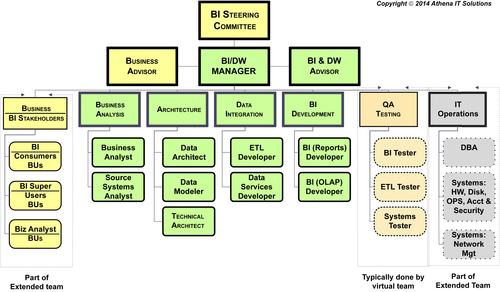 Copyright © 2014 Athena IT Solutions
BI STEERING
COMMITTEE
BUSINESS
ADVISOR
BI/DW
MANAGER
BI & DW
ADVISOR
BUSINESS
BI STAKEHOLDERS
BUSINESS
ANALYSIS
ARCHITECTURE
DATA
INTEGRATION
BI
DEVELOPMENT
QA
TESTING
IT
Operations
BI
Consumers
BUs
BI Super
Users
BUs
Biz Analyst
BUs
Business
Analyst
Source
Systems
Analyst
Data
Architect
Data
Modeler
TECHNICAL
ARCHITECT
ETL
Developer
Data
Services
Developer
BI (Reports)
Developer
BI (OLAP)
Developer
BI Tester
ETL Tester
Systems
Tester
DBA
Systems:
HW, Disk,
OPS, Acct &
Security
Systems:
Network
Mgt
Part of
Extended team
Typically done by
virtual team
Part of
Extended Team